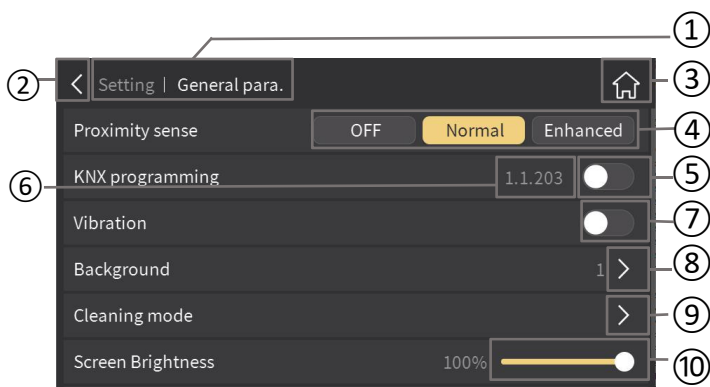 ①
② Setting | General para. ③
Proximity sense OFF Normal Enhanced ④
KNX programming 1.1.203 ⑤
⑥
Vibration ⑦
Background 1 ⑧
Cleaning mode ⑨
Screen Brightness 100% ⑩